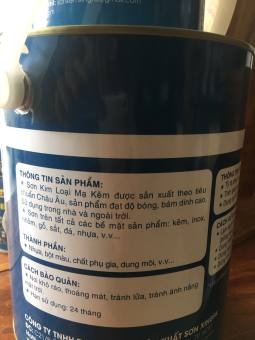 THÔNG TIN SẢN PHẨM:
• Sơn Kim Loại Mạ Kẽm được sản xuất theo tiêu
chuẩn Châu Âu, sản phẩm đạt độ bóng, bám dính cao.
Sử dụng trong nhà và ngoài trời.
• Sơn trên tất cả các bề mặt sản phẩm: kẽm, inox,
nhôm, gỗ, sắt, đá, nhựa, v.v...
THÀNH PHẦN:
• Nhựa, bột màu, chất phụ gia, dung môi, v.v...
CÁCH BẢO QUẢN:
• Nơi khô ráo, thoáng mát, tránh lửa, tránh ánh nắng
• Hạn sử dụng: 24 tháng
CÔNG TY TNHH
XUẤT SƠN